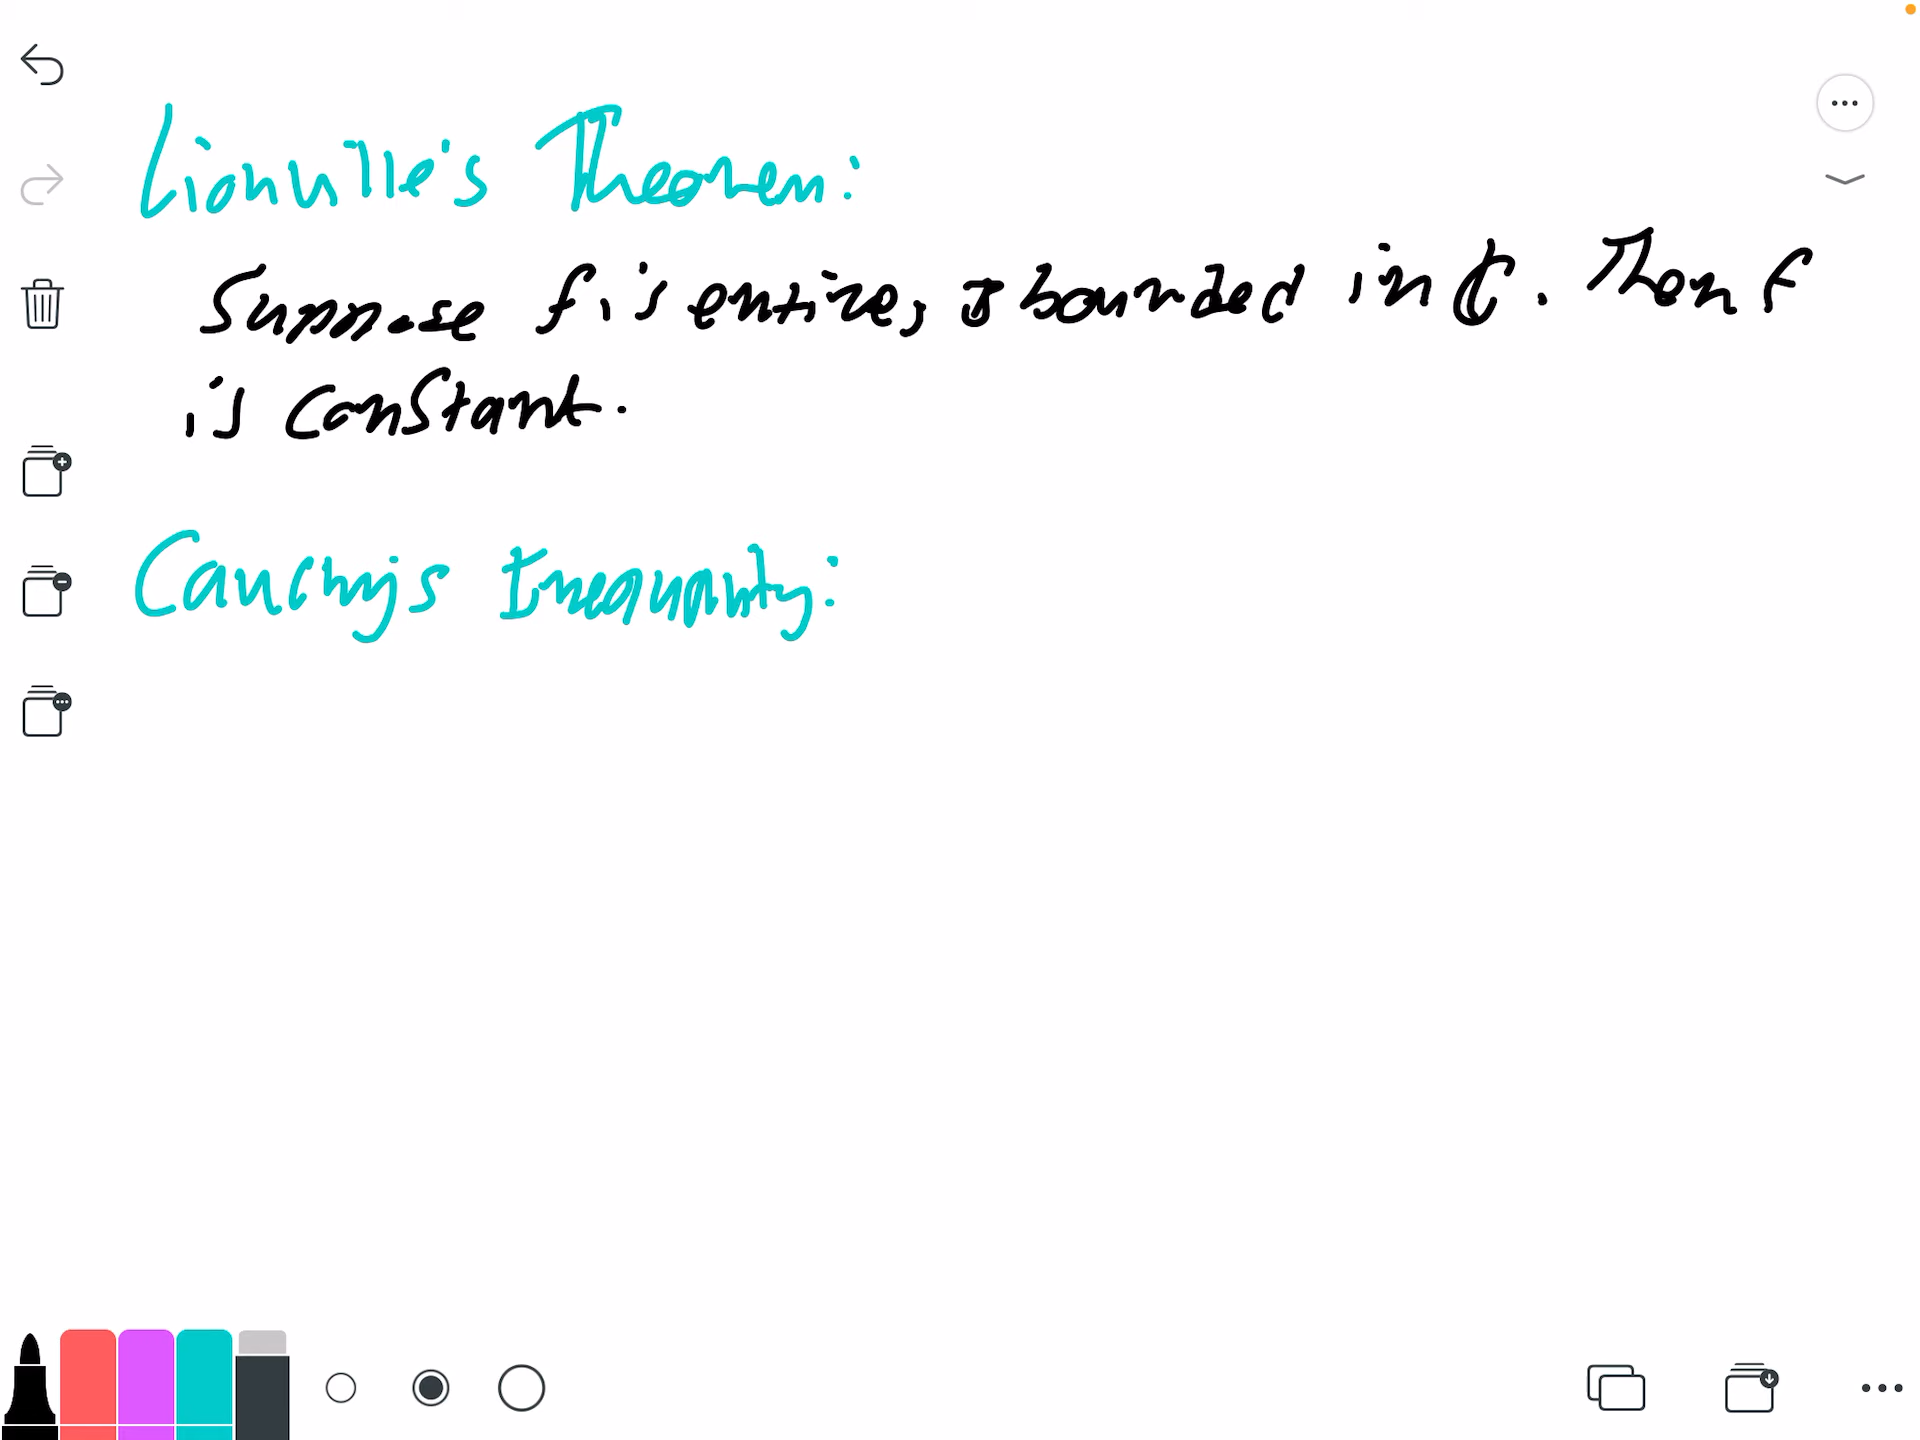 Liouville's Theorem:
Suppose f is entire, & bounded in ℂ. Then f
is constant.
Cauchy's Inequality: